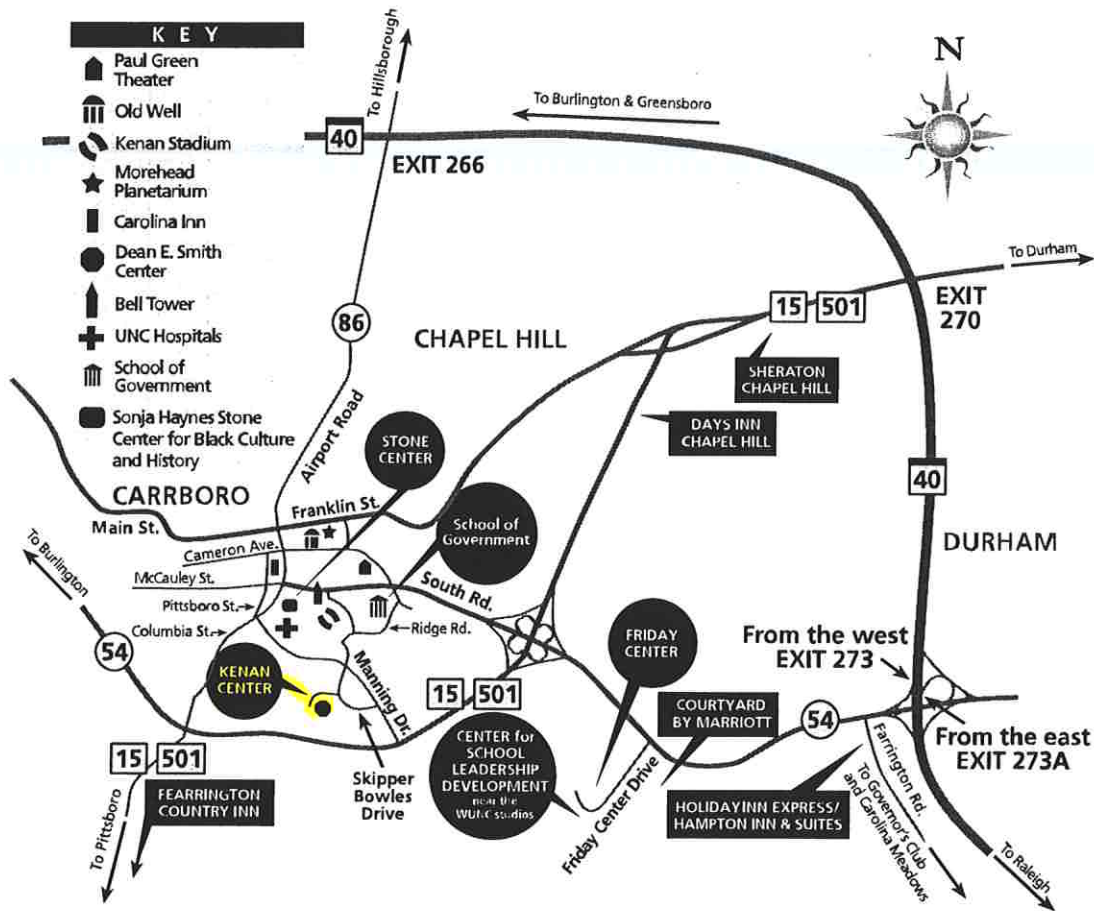 KEY
Paul Green
Theater
Old Well
Kenan Stadium
Morehead
Planetarium
Carolina Inn
Dean E. Smith
Center
Bell Tower
UNC Hospitals
School of
Government
Sonja Haynes Stone
Center for Black Culture
and History
To Hillsborough
To Burlington & Greensboro
N
40
EXIT 266
To Durham
15 501
EXIT
270
86
CHAPEL HILL
SHERATON
CHAPEL HILL
DAYS INN
CHAPEL HILL
Airport Road
STONE
CENTER
40
CARRBORO
Main St.
Franklin St.
School of
Government
DURHAM
To Burlington
Cameron Ave.
McCauley St.
South Rd.
Pittsboro St.
Columbia St.
Ridge Rd.
54
FRIDAY
CENTER
From the west
EXIT 273
KENAN
CENTER
Manning Dr.
15 501
COURTYARD
BY MARRIOTT
54
From the east
EXIT 273A
CENTER for
SCHOOL
LEADERSHIP
DEVELOPMENT
near the
WUNC studios
15 501
FEARRINGTON
COUNTRY INN
Skipper
Bowles
Drive
Friday Center Drive
HOLIDAY INN EXPRESS/
HAMPTON INN & SUITES
Farrington Rd.
To Governor's Club
and Carolina Meadows
To Pittsboro
To Raleigh